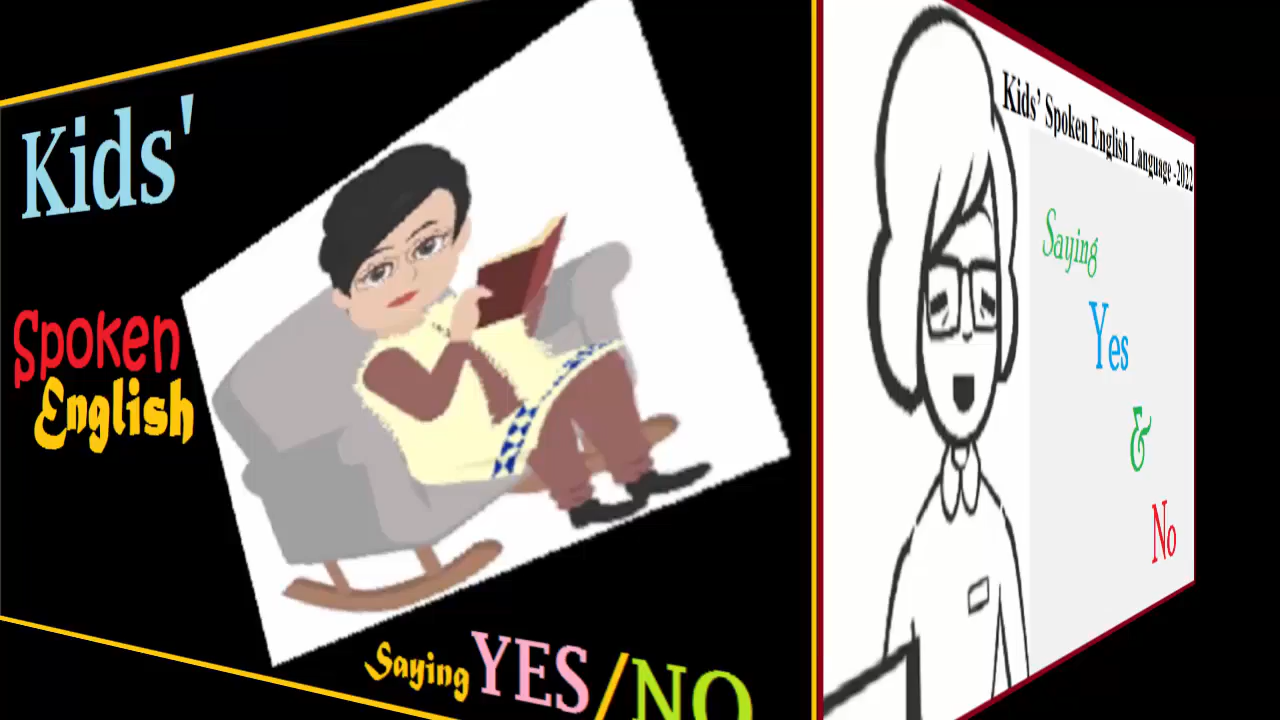 Kids'
Spoken
English
Saying YES/NO
Kids' Spoken English Language -2022
Saying
Yes
&
No